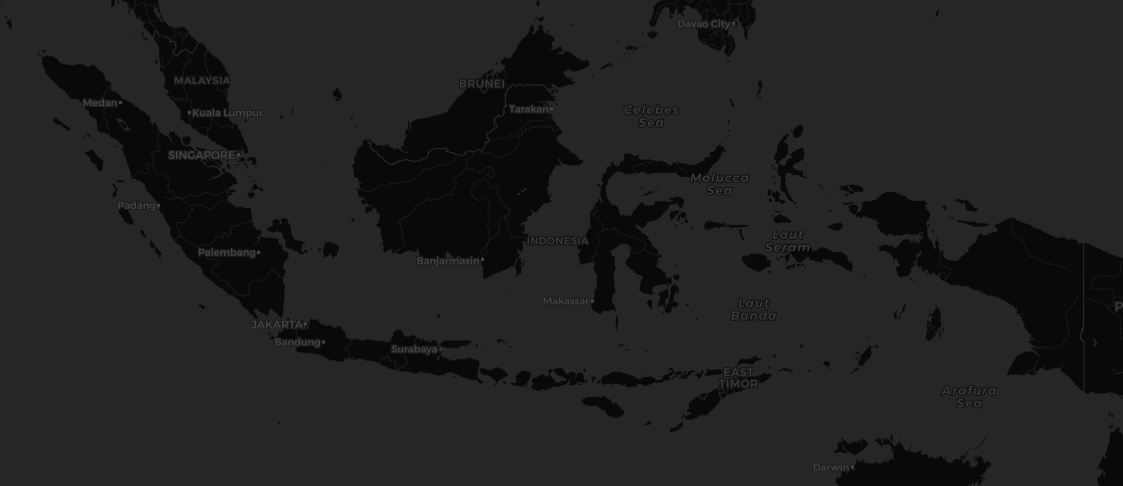 Davao City
MALAYSIA
BRUNEI
Medan
Kuala Lumpur
Tarakan
Celebes
Sea
SINGAPORE
Molucca
Sea
Padang
Laut
Seram
INDONESIA
Palembang
Banjarmasin
Makassar
Laut
Banda
P
JAKARTA
Bandung
Surabaya
EAST
TIMOR
Arafura
Sea
Darwin